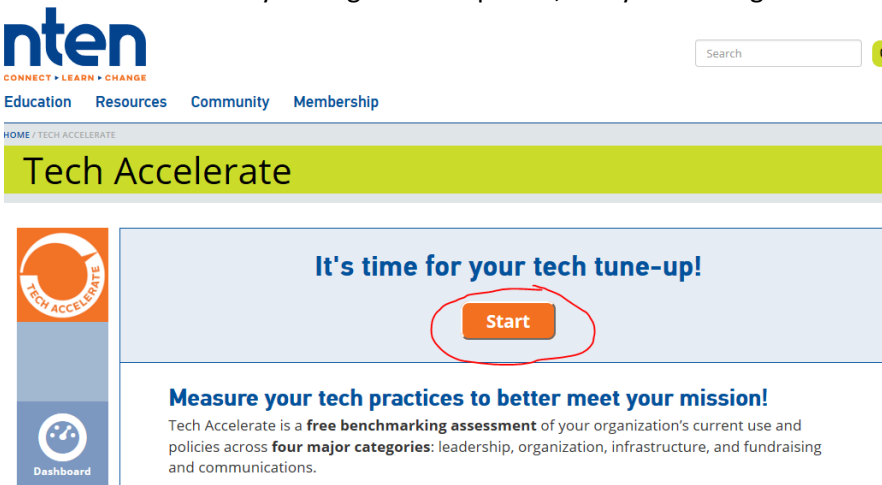 nten
CONNECT ▸ LEARN ▸ CHANGE
Search
Education Resources Community Membership
HOME / TECH ACCELERATE
Tech Accelerate
TECH ACCELERATE
It's time for your tech tune-up!
Start
Measure your tech practices to better meet your mission!
Tech Accelerate is a free benchmarking assessment of your organization's current use and
policies across four major categories: leadership, organization, infrastructure, and fundraising
and communications.
Dashboard